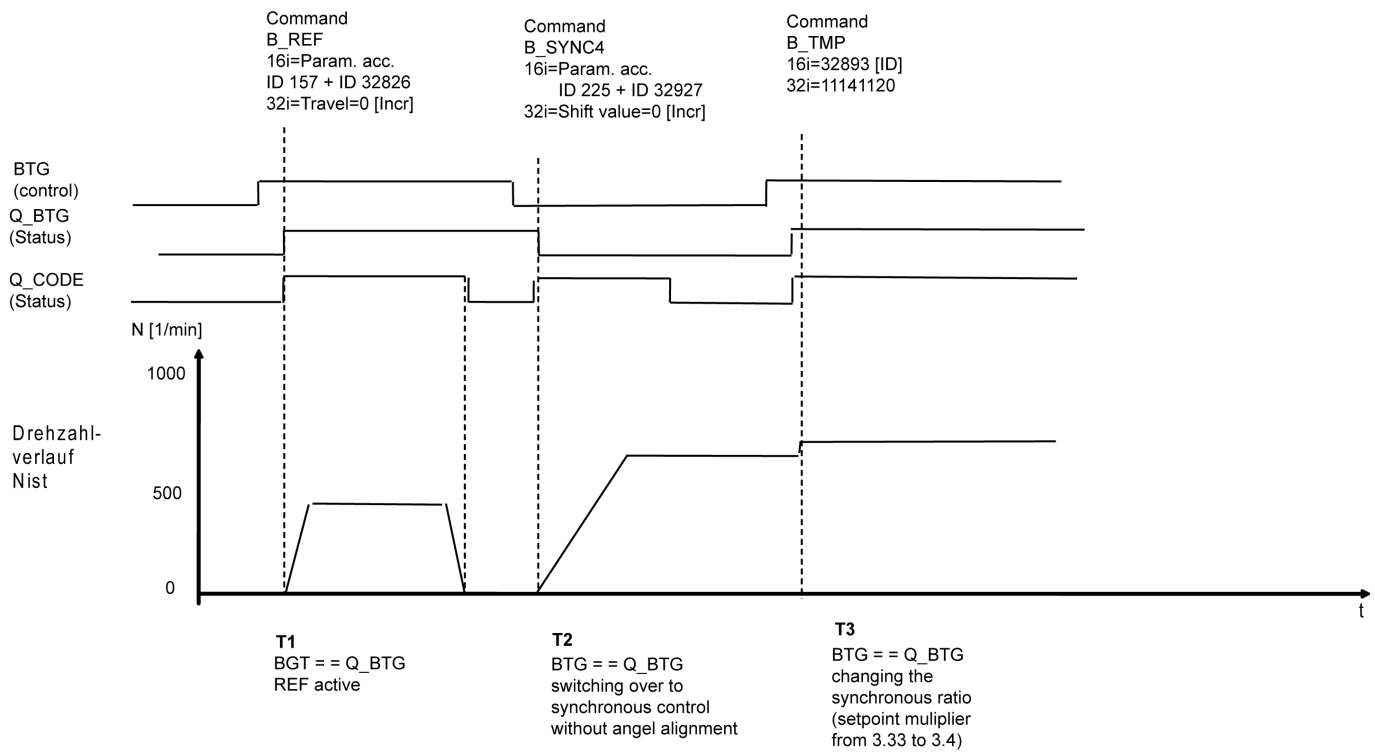 Command
B_REF
16i=Param. acc.
ID 157 + ID 32826
32i=Travel=0 [Incr]
Command
B_SYNC4
16i=Param. acc.
ID 225 + ID 32927
32i=Shift value=0 [Incr]
Command
B_TMP
16i=32893 [ID]
32i=11141120
BTG
(control)
Q_BTG
(Status)
Q_CODE
(Status)
N [1/min]
1000
Drehzahl-
verlauf
Nist
500
0
t
T1
BGT = = Q_BTG
REF active
T2
BTG = = Q_BTG
switching over to
synchronous control
without angel alignment
T3
BTG = = Q_BTG
changing the
synchronous ratio
(setpoint muliplier
from 3.33 to 3.4)